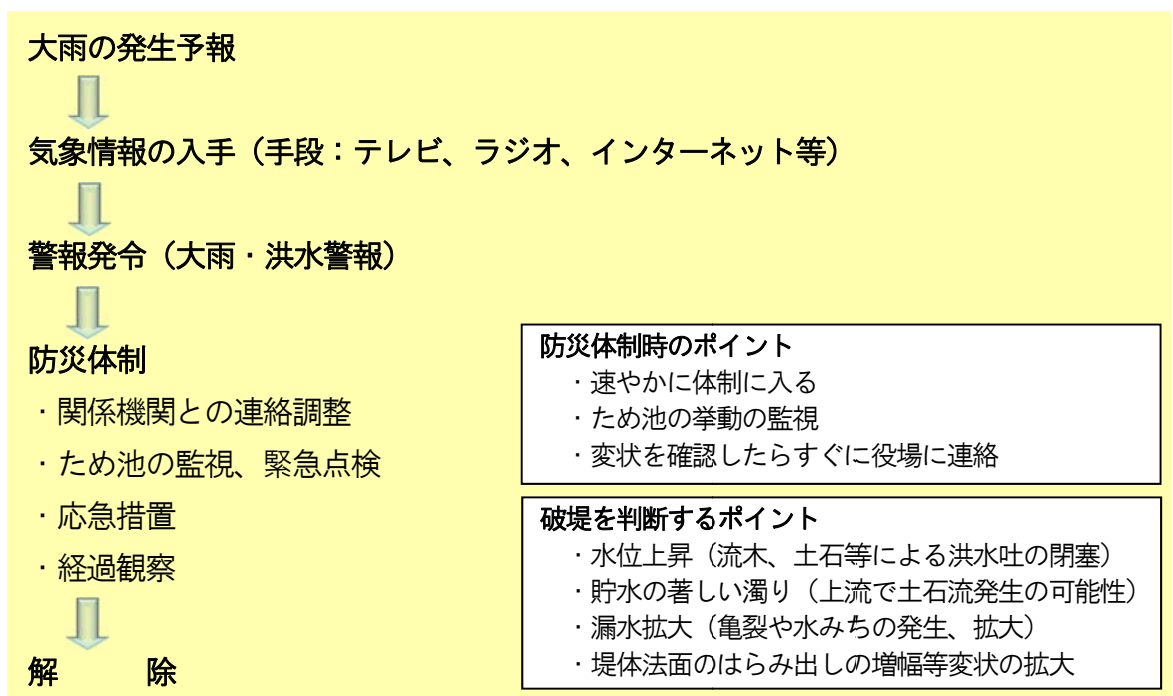 大雨の発生予報
気象情報の入手（手段：テレビ、ラジオ、インターネット等）
警報発令（大雨・洪水警報）
防災体制
・関係機関との連絡調整
・ため池の監視、緊急点検
・応急措置
・経過観察
解　　除
防災体制時のポイント
・速やかに体制に入る
・ため池の挙動の監視
・変状を確認したらすぐに役場に連絡
破堤を判断するポイント
・水位上昇（流木、土石等による洪水吐の閉塞）
・貯水の著しい濁り（上流で土石流発生の可能性）
・漏水拡大（亀裂や水みちの発生、拡大）
・堤体法面のはらみ出しの増幅等変状の拡大